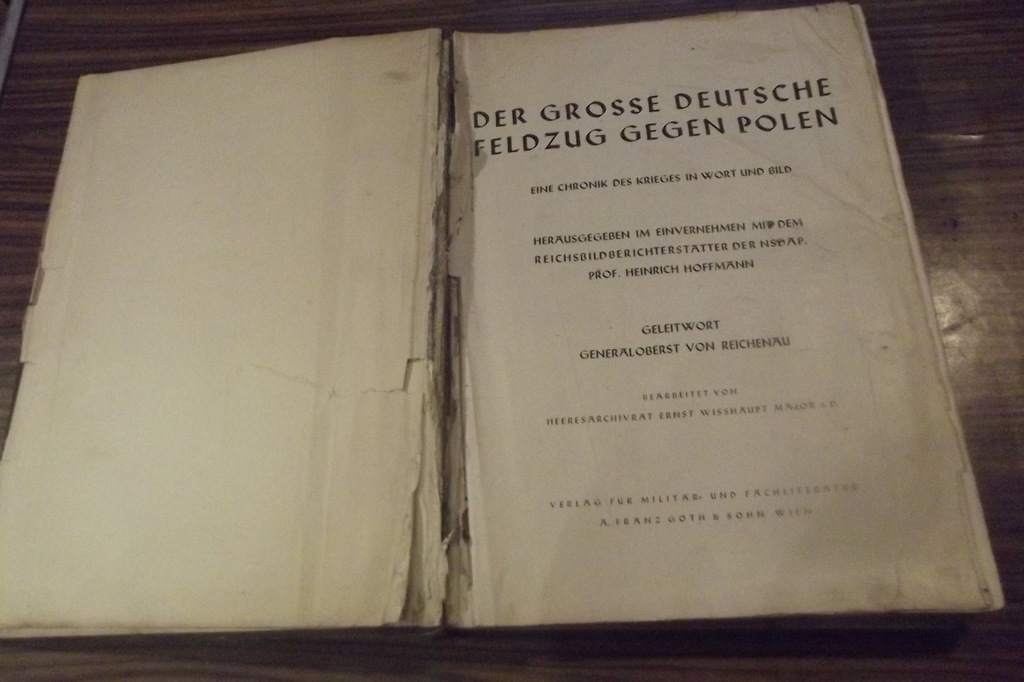 DER GROSSE DEUTSCHE
FELDZUG GEGEN POLEN
EINE CHRONIK DES KRIEGES IN WORT UND BILD
HERAUSGEGEBEN IM EINVERNEHMEN MIT DEM
REICHSBILDBERICHTERSTATTER DER NSDAP.
PROF. HEINRICH HOFFMANN
GELEITWORT
GENERALOBERST VON REICHENAU
BEARBEITET VON
HEERESARCHIVRAT ERNST WISSHAUPT MAJOR a. D.
VERLAG FÜR MILITÄR- UND FACHLITERATUR
A. FRANZ GÖTH & SOHN, WIEN